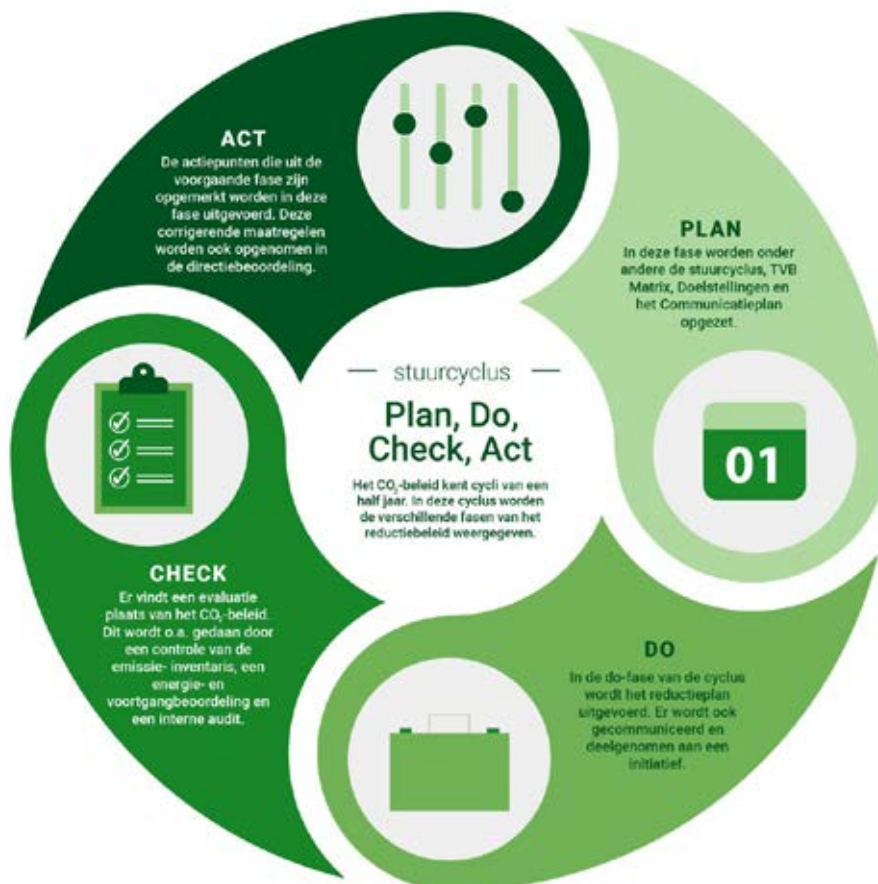 stuurcyclus
Plan, Do,
Check, Act
Het CO₂-beleid kent cycli van een
half jaar. In deze cyclus worden
de verschillende fasen van het
reductiebeleid weergegeven.
PLAN
In deze fase worden onder
andere de stuurcyclus, TVB
Matrix, Doelstellingen en
het Communicatieplan
opgezet.
01
DO
In de do-fase van de cyclus
wordt het reductieplan
uitgevoerd. Er wordt ook
gecommuniceerd en
deelgenomen aan een
initiatief.
CHECK
Er vindt een evaluatie
plaats van het CO₂-beleid.
Dit wordt o.a. gedaan door
een controle van de
emissie- inventaris, een
energie- en
voortgangbeoordeling en
een interne audit.
ACT
De actiepunten die uit de
voorgaande fase zijn
opgemerkt worden in deze
fase uitgevoerd. Deze
corrigerende maatregelen
worden ook opgenomen in
de directiebeoordeling.